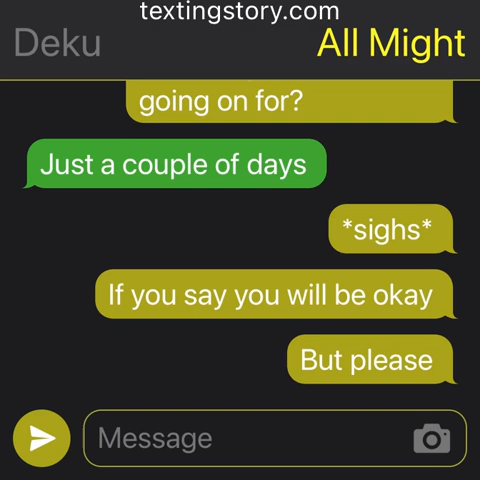 textingstory.com
Deku All Might
going on for?
Just a couple of days
*sighs*
If you say you will be okay
But please
Message